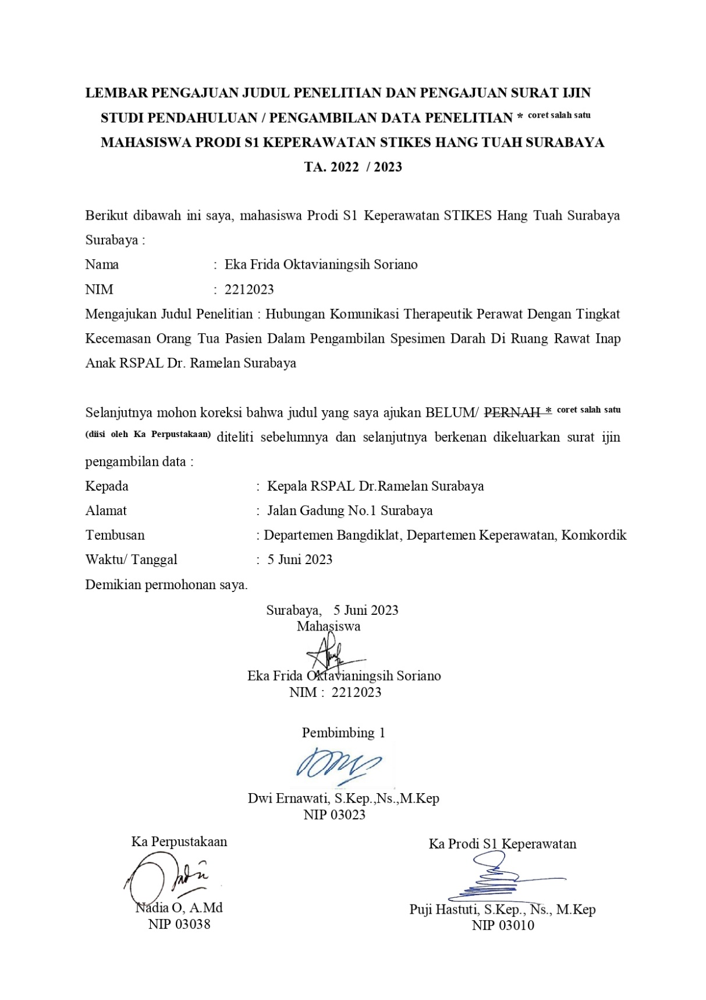 LEMBAR PENGAJUAN JUDUL PENELITIAN DAN PENGAJUAN SURAT IJIN
STUDI PENDAHULUAN / PENGAMBILAN DATA PENELITIAN * coret salah satu
MAHASISWA PRODI S1 KEPERAWATAN STIKES HANG TUAH SURABAYA
TA. 2022 / 2023
Berikut dibawah ini saya, mahasiswa Prodi S1 Keperawatan STIKES Hang Tuah Surabaya
Surabaya :
Nama : Eka Frida Oktavianingsih Soriano
NIM : 2212023
Mengajukan Judul Penelitian : Hubungan Komunikasi Therapeutik Perawat Dengan Tingkat
Kecemasan Orang Tua Pasien Dalam Pengambilan Spesimen Darah Di Ruang Rawat Inap
Anak RSPAL Dr. Ramelan Surabaya
Selanjutnya mohon koreksi bahwa judul yang saya ajukan BELUM/ PERNAH * coret salah satu
(diisi oleh Ka Perpustakaan) diteliti sebelumnya dan selanjutnya berkenan dikeluarkan surat ijin
pengambilan data :
Kepada : Kepala RSPAL Dr.Ramelan Surabaya
Alamat : Jalan Gadung No.1 Surabaya
Tembusan : Departemen Bangdiklat, Departemen Keperawatan, Komkordik
Waktu/ Tanggal : 5 Juni 2023
Demikian permohonan saya.
Surabaya, 5 Juni 2023
Mahasiswa
Eka Frida Oktavianingsih Soriano
NIM : 2212023
Pembimbing 1
Dwi Ernawati, S.Kep.,Ns.,M.Kep
NIP 03023
Ka Perpustakaan
Nadia O, A.Md
NIP 03038
Ka Prodi S1 Keperawatan
Puji Hastuti, S.Kep., Ns., M.Kep
NIP 03010